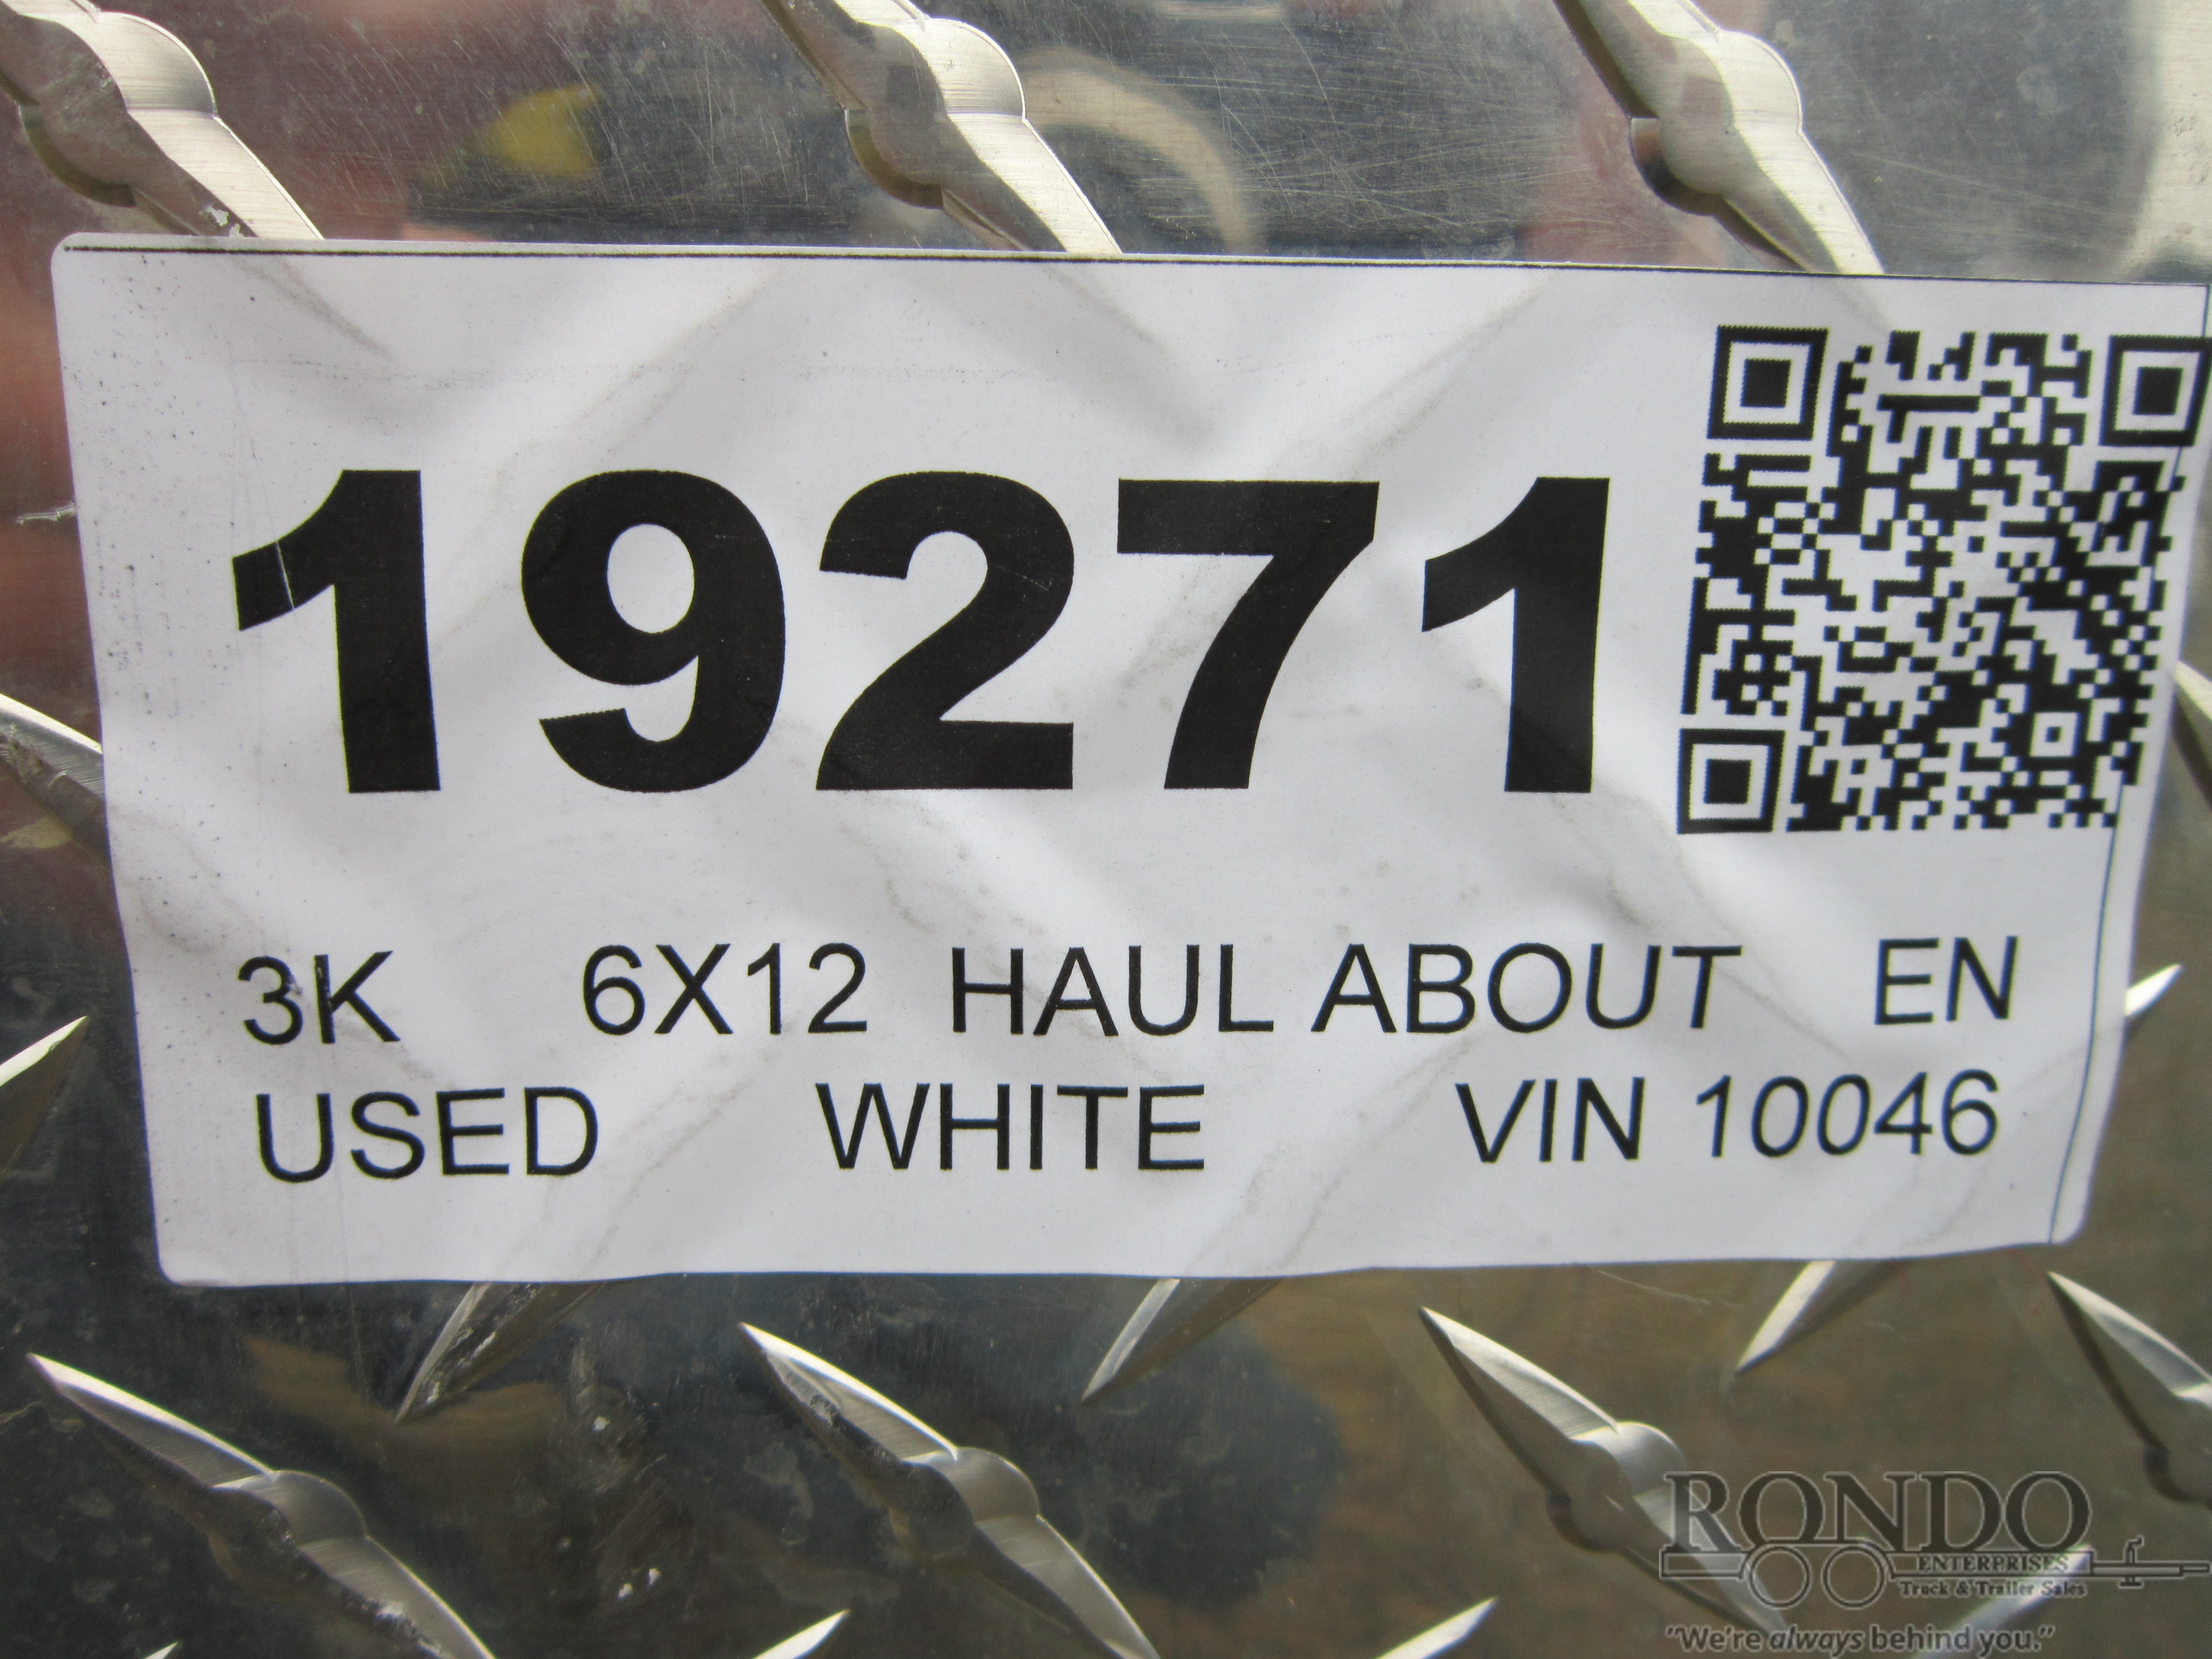 19271
3K 6X12 HAUL ABOUT EN
USED WHITE VIN 10046
RONDO
ENTERPRISES
Truck & Trailer Sales
"We're always behind you."